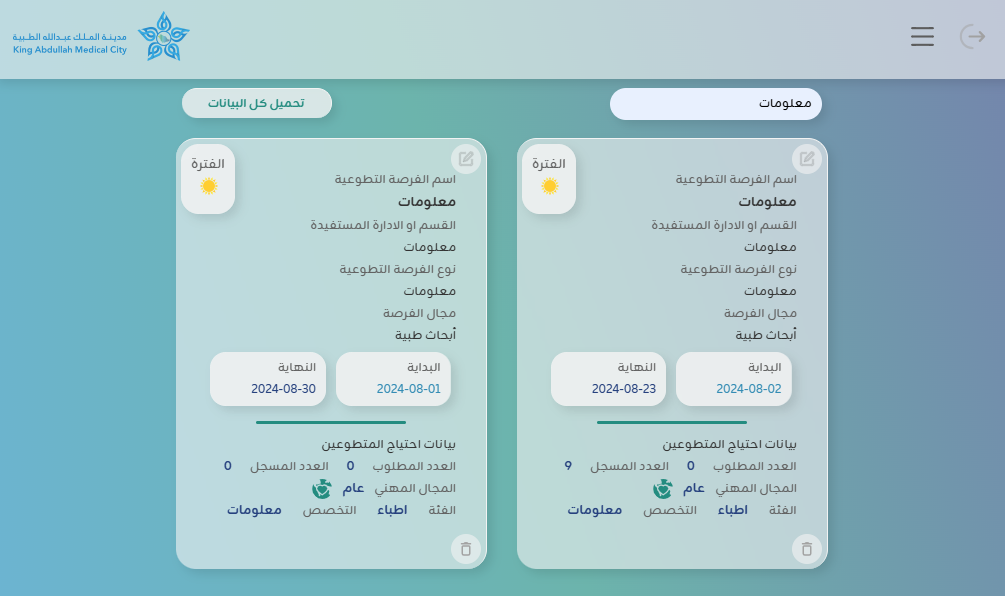 مدينة الملك عبدالله الطبية
King Abdullah Medical City
معلومات
تحميل كل البيانات
الفترة
اسم الفرصة التطوعية
معلومات
القسم او الادارة المستفيدة
معلومات
نوع الفرصة التطوعية
معلومات
مجال الفرصة
أبحاث طبية
البداية النهاية
2024-08-02 2024-08-23
بيانات احتياج المتطوعين
العدد المطلوب 0 العدد المسجل 9
المجال المهني عام
الفئة اطباء التخصص معلومات
الفترة
اسم الفرصة التطوعية
معلومات
القسم او الادارة المستفيدة
معلومات
نوع الفرصة التطوعية
معلومات
مجال الفرصة
أبحاث طبية
البداية النهاية
2024-08-01 2024-08-30
بيانات احتياج المتطوعين
العدد المطلوب 0 العدد المسجل 0
المجال المهني عام
الفئة اطباء التخصص معلومات